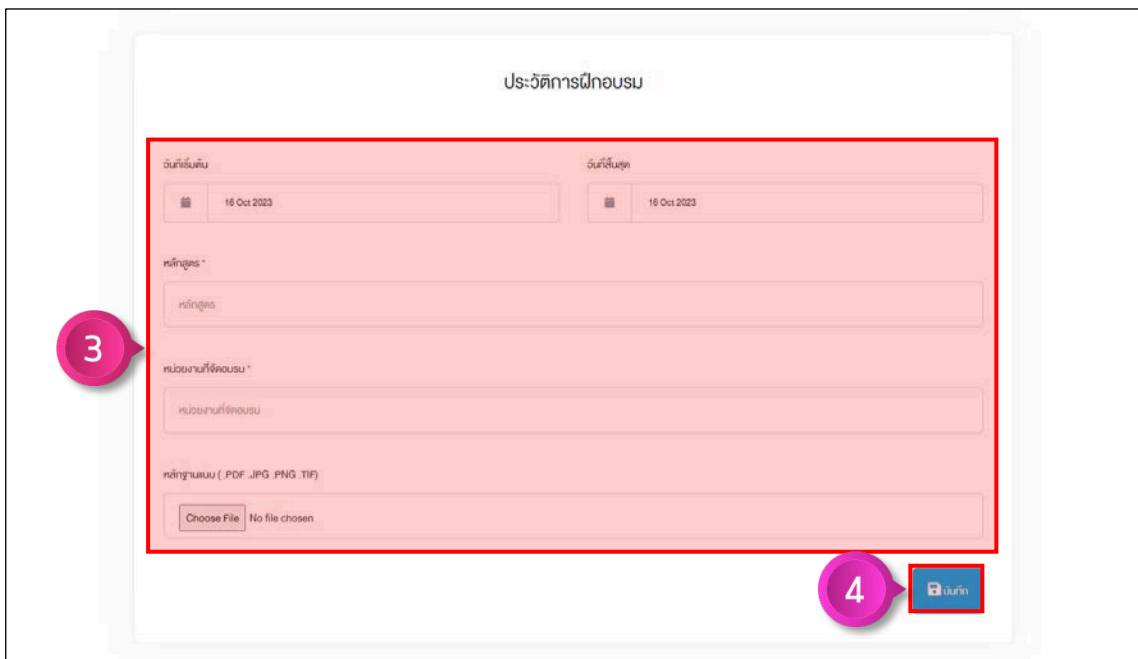 ประวัติการฝึกอบรม
วันที่เริ่มต้น
วันที่สิ้นสุด
16 Oct 2023
16 Oct 2023
หลักสูตร *
หลักสูตร
3
หน่วยงานที่จัดอบรม *
หน่วยงานที่จัดอบรม
หลักฐานแนบ ( .PDF .JPG .PNG .TIF)
Choose File No file chosen
4
บันทึก